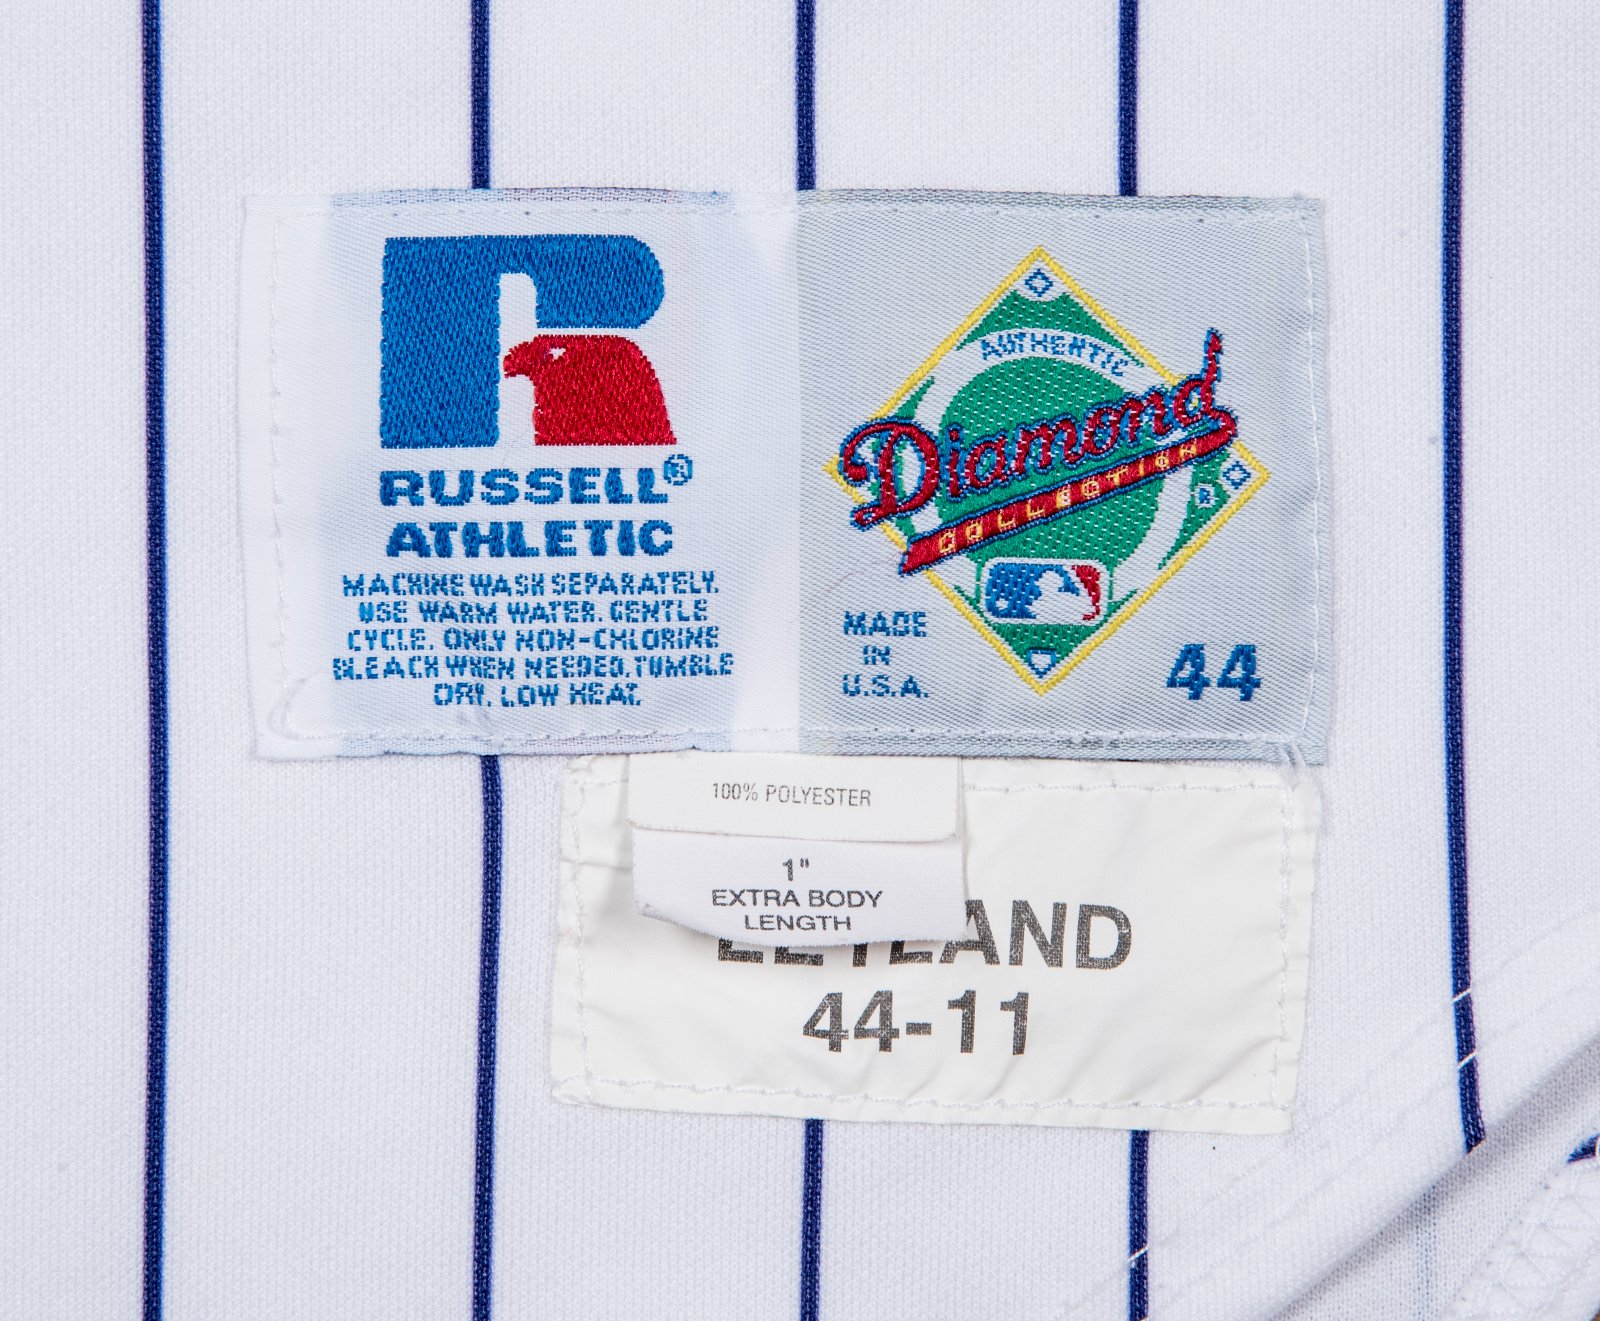 RUSSELL®
ATHLETIC
MACHINE WASH SEPARATELY.
USE WARM WATER. GENTLE
CYCLE. ONLY NON-CHLORINE
BLEACH WHEN NEEDED. TUMBLE
DRY. LOW HEAT.
AUTHENTIC
Diamond
COLLECTION
®
MADE
IN
U.S.A.
44
100% POLYESTER
1"
EXTRA BODY
LENGTH
LEYLAND
44-11